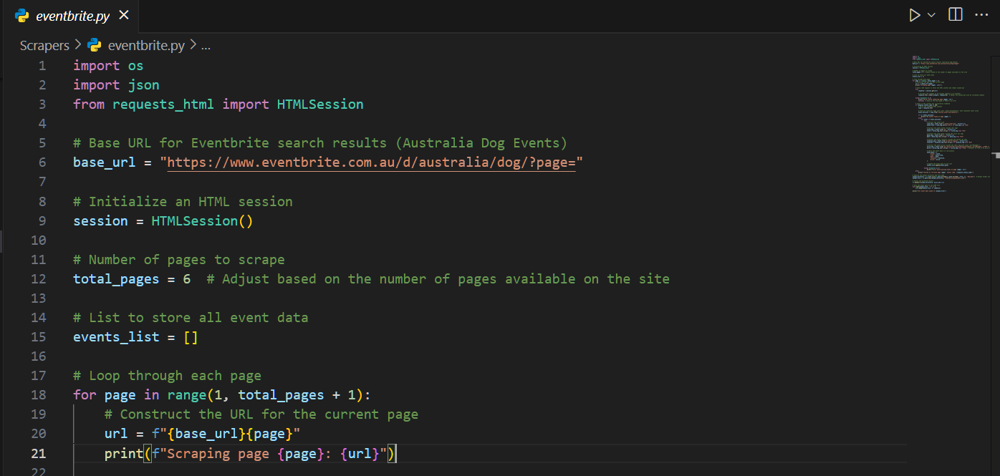 eventbrite.py
Scrapers > eventbrite.py > ...
1 import os
2 import json
3 from requests_html import HTMLSession
4
5 # Base URL for Eventbrite search results (Australia Dog Events)
6 base_url = "https://www.eventbrite.com.au/d/australia/dog/?page="
7
8 # Initialize an HTML session
9 session = HTMLSession()
10
11 # Number of pages to scrape
12 total_pages = 6  # Adjust based on the number of pages available on the site
13
14 # List to store all event data
15 events_list = []
16
17 # Loop through each page
18 for page in range(1, total_pages + 1):
19     # Construct the URL for the current page
20     url = f"{base_url}{page}"
21     print(f"Scraping page {page}: {url}")
22